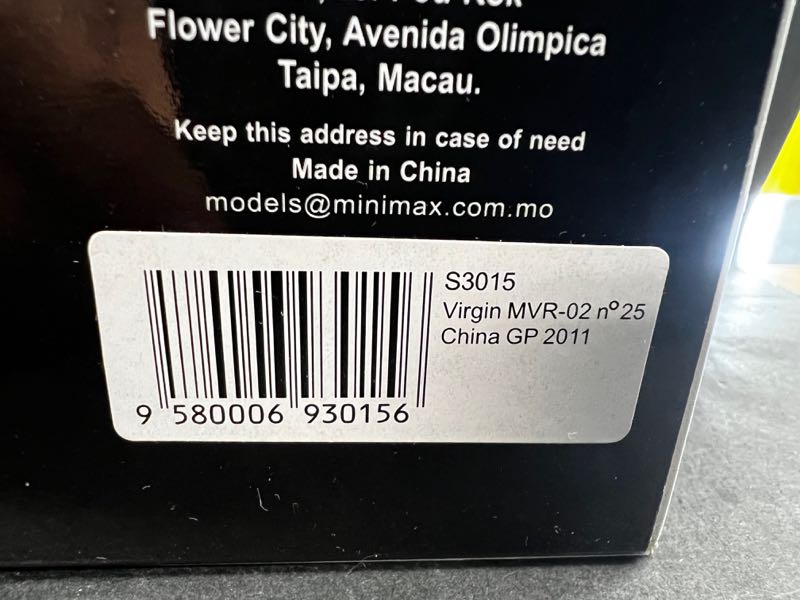 Flower City, Avenida Olimpica
Taipa, Macau.
Keep this address in case of need
Made in China
models@minimax.com.mo
S3015
Virgin MVR-02 nº25
China GP 2011
9 580006 930156